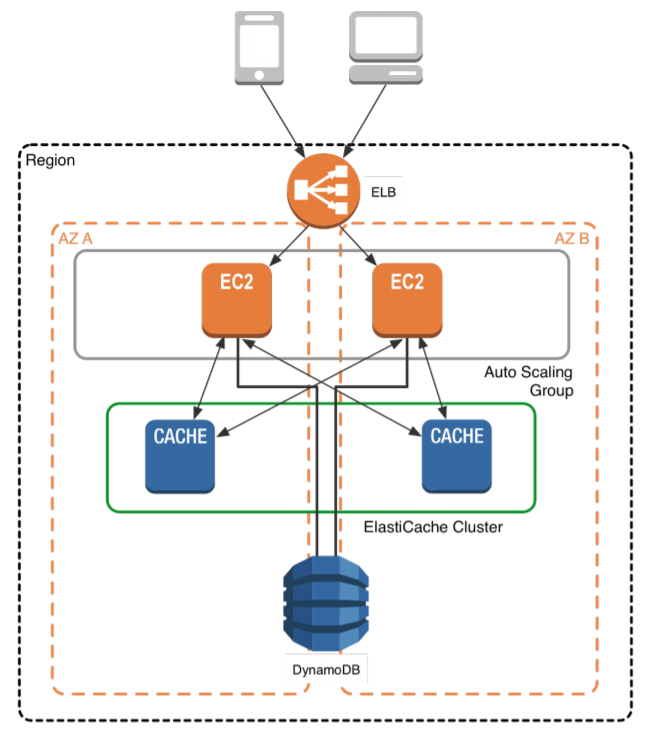 Region
ELB
AZ A
AZ B
EC2
EC2
Auto Scaling
Group
CACHE
CACHE
ElastiCache Cluster
DynamoDB